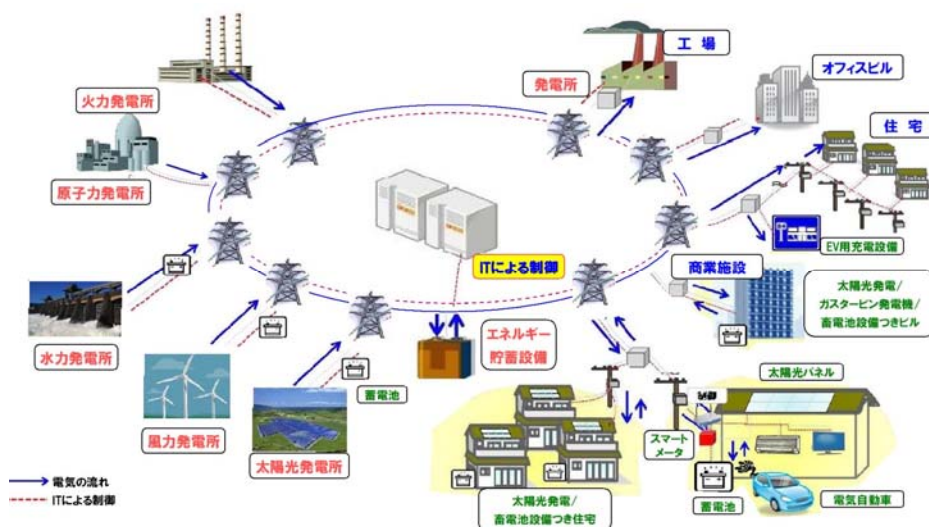 工 場
発電所
オフィスビル
火力発電所
住 宅
原子力発電所
EV用充電設備
ITによる制御
商業施設
太陽光発電/
ガスタービン発電機/
蓄電池設備つきビル
エネルギー
貯蓄設備
水力発電所
太陽光パネル
蓄電池
風力発電所
スマート
メータ
太陽光発電所
電気の流れ
ITによる制御
太陽光発電/
蓄電池設備つき住宅
蓄電池
電気自動車